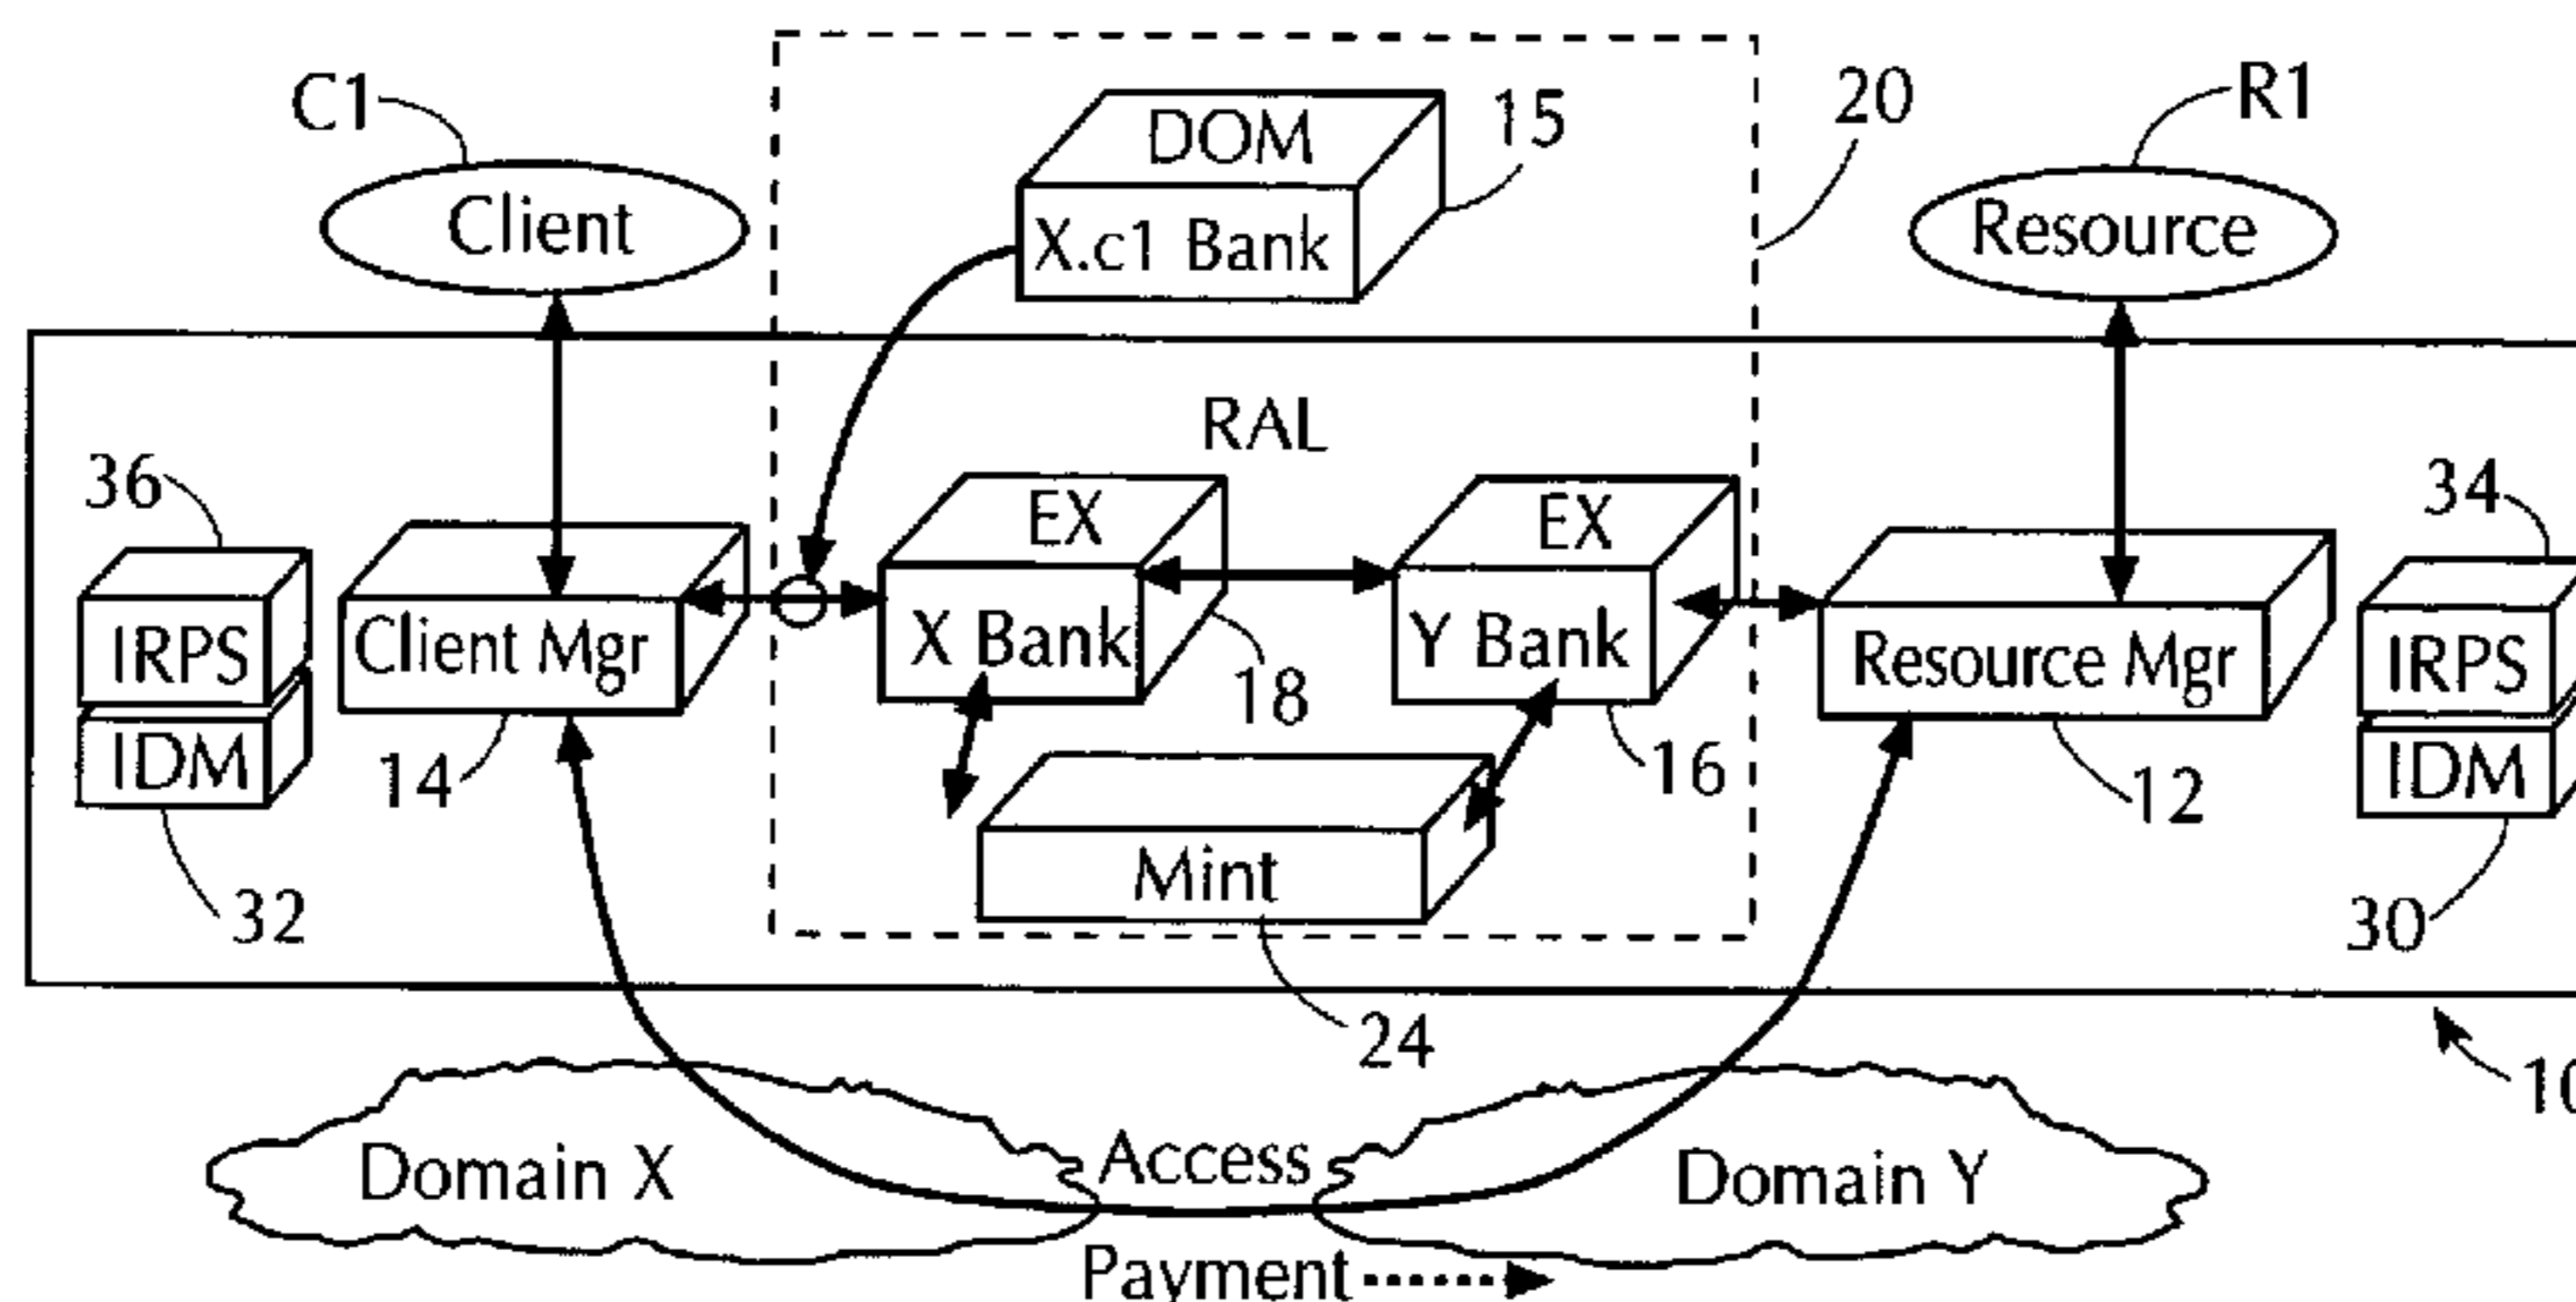 C1
DOM
15
20
R1
Client
X.c1 Bank
Resource
RAL
36
EX
EX
34
IRPS
Client Mgr
X Bank
Y Bank
Resource Mgr
IRPS
18
IDM
14
16
12
IDM
32
Mint
30
24
10
Domain X
Access
Domain Y
Payment